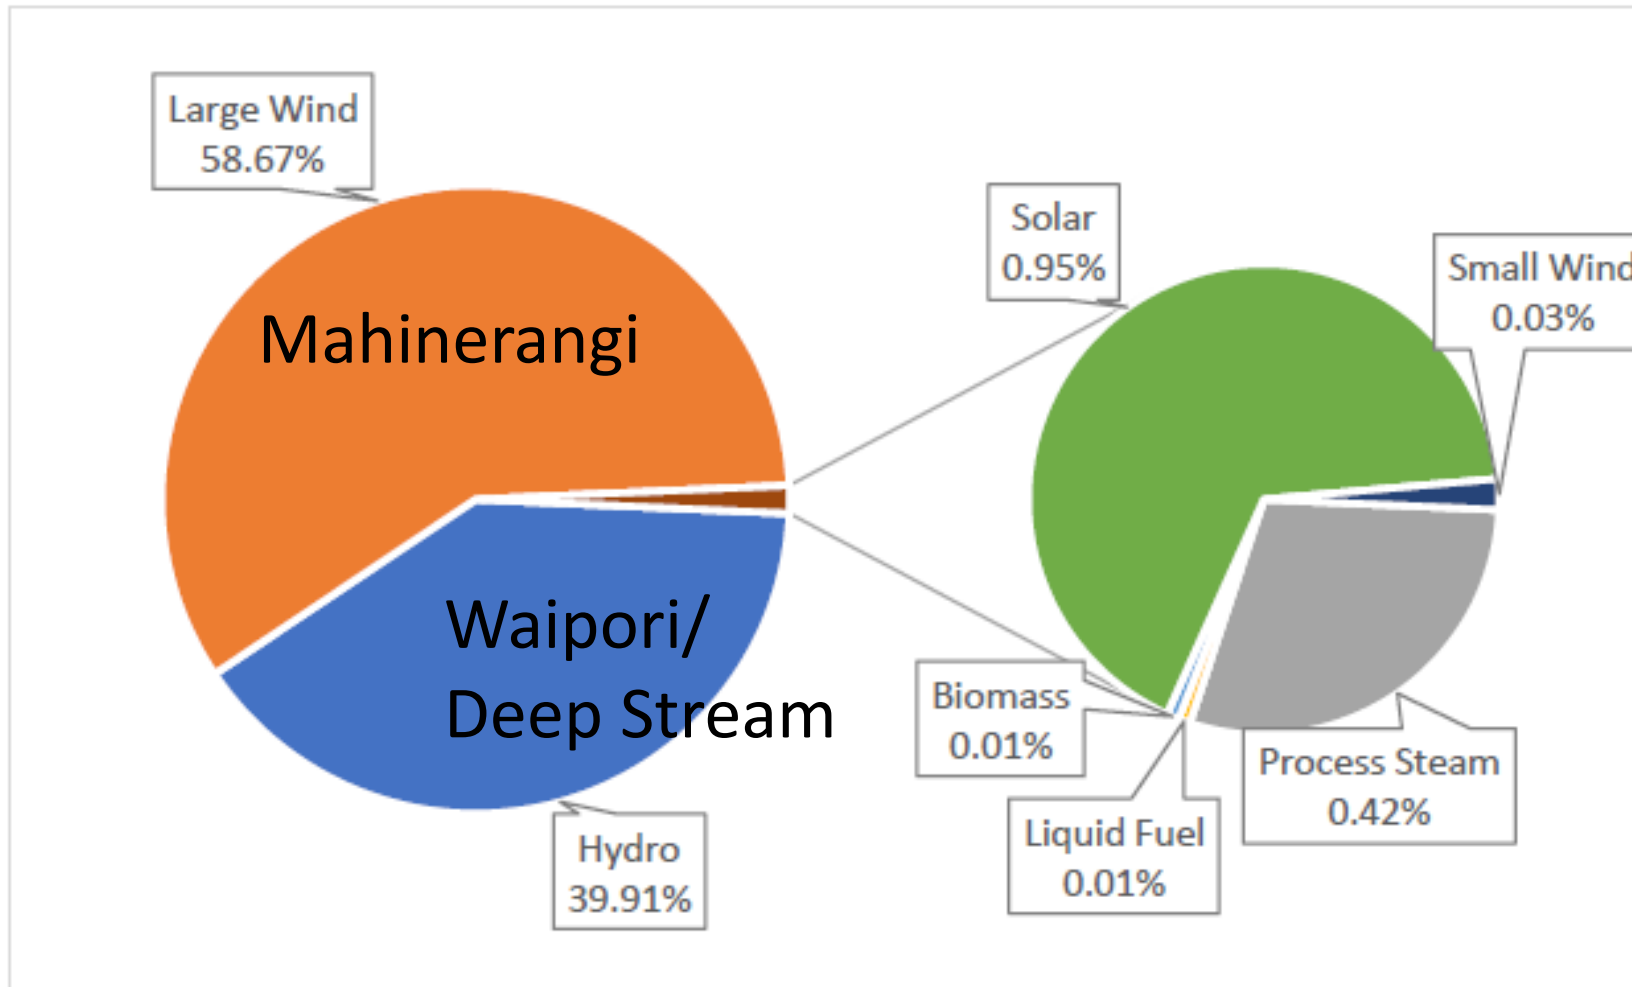 Large Wind
58.67%
Solar
0.95%
Small Wind
0.03%
Mahinerangi
Waipori/
Deep Stream
Biomass
0.01%
Process Steam
0.42%
Liquid Fuel
0.01%
Hydro
39.91%